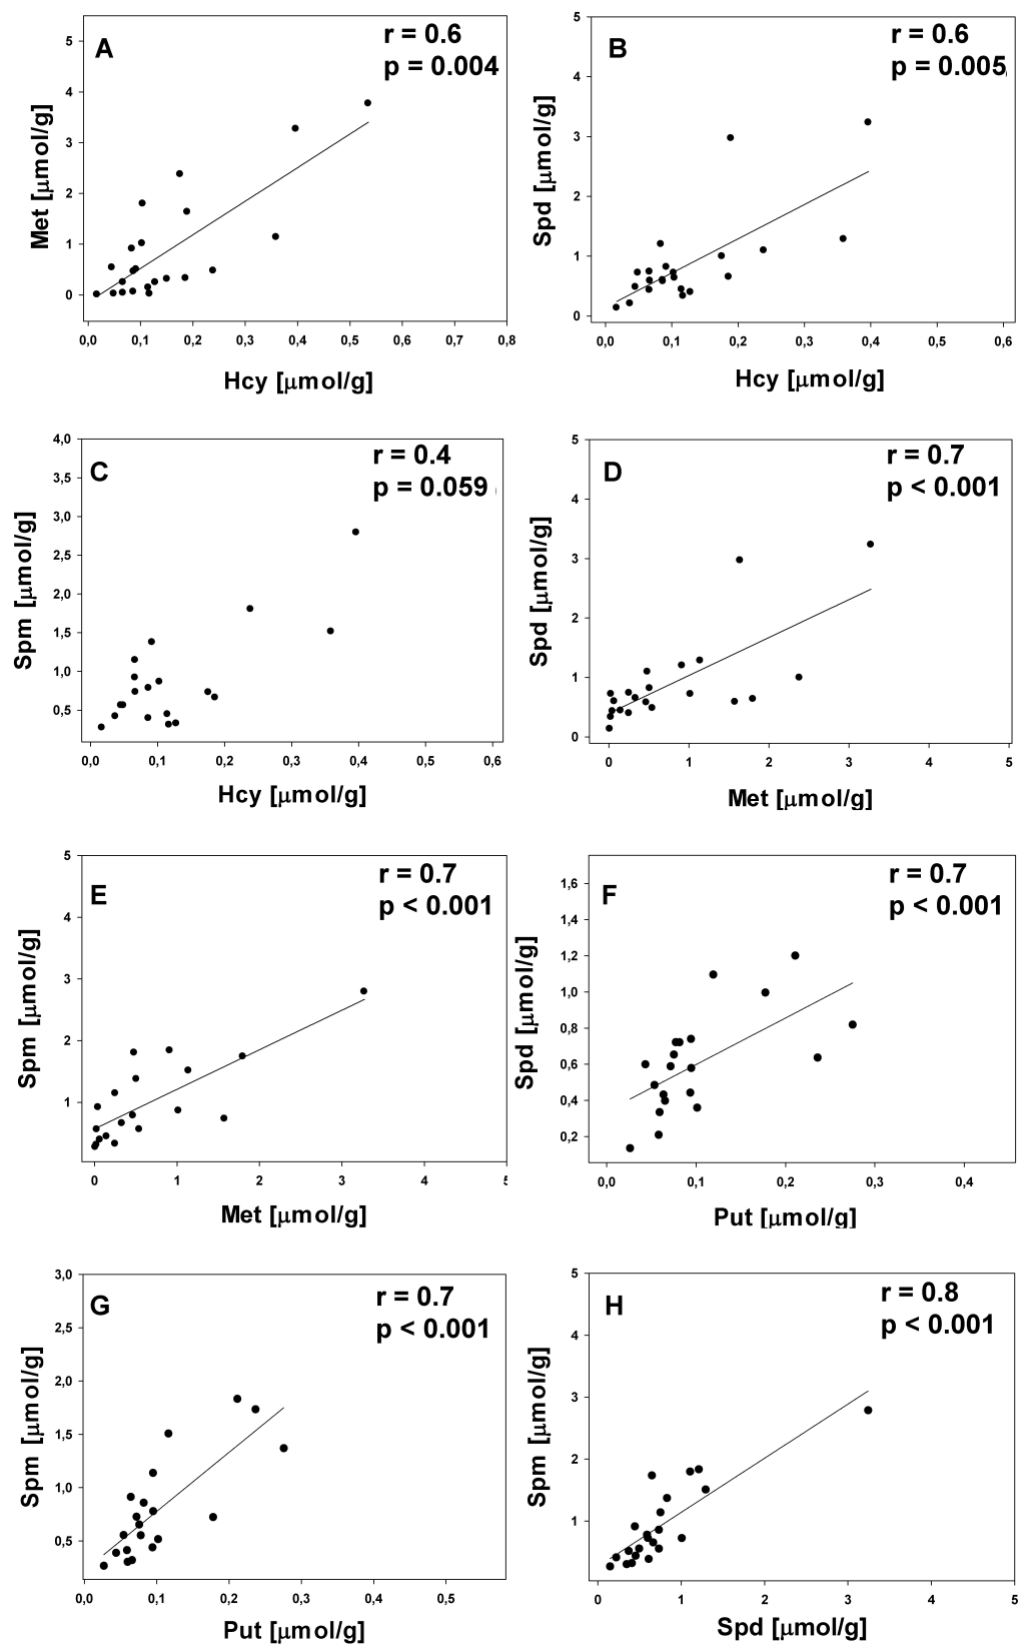 A
r = 0.6
p = 0.004
Met [μmol/g]
5
4
3
2
1
0
0,0 0,1 0,2 0,3 0,4 0,5 0,6 0,7 0,8
Hcy [μmol/g]
B
r = 0.6
p = 0.005
Spd [μmol/g]
5
4
3
2
1
0
0,0 0,1 0,2 0,3 0,4 0,5 0,6
Hcy [μmol/g]
C
r = 0.4
p = 0.059
Spm [μmol/g]
4,0
3,5
3,0
2,5
2,0
1,5
1,0
0,5
0,0 0,1 0,2 0,3 0,4 0,5 0,6
Hcy [μmol/g]
D
r = 0.7
p < 0.001
Spd [μmol/g]
5
4
3
2
1
0
0 1 2 3 4 5
Met [μmol/g]
E
r = 0.7
p < 0.001
Spm [μmol/g]
5
4
3
2
1
0 1 2 3 4 5
Met [μmol/g]
F
r = 0.7
p < 0.001
Spd [μmol/g]
1,6
1,4
1,2
1,0
0,8
0,6
0,4
0,2
0,0 0,1 0,2 0,3 0,4
Put [μmol/g]
G
r = 0.7
p < 0.001
Spm [μmol/g]
3,0
2,5
2,0
1,5
1,0
0,5
0,0 0,1 0,2 0,3 0,4 0,5
Put [μmol/g]
H
r = 0.8
p < 0.001
Spm [μmol/g]
5
4
3
2
1
0 1 2 3 4 5
Spd [μmol/g]